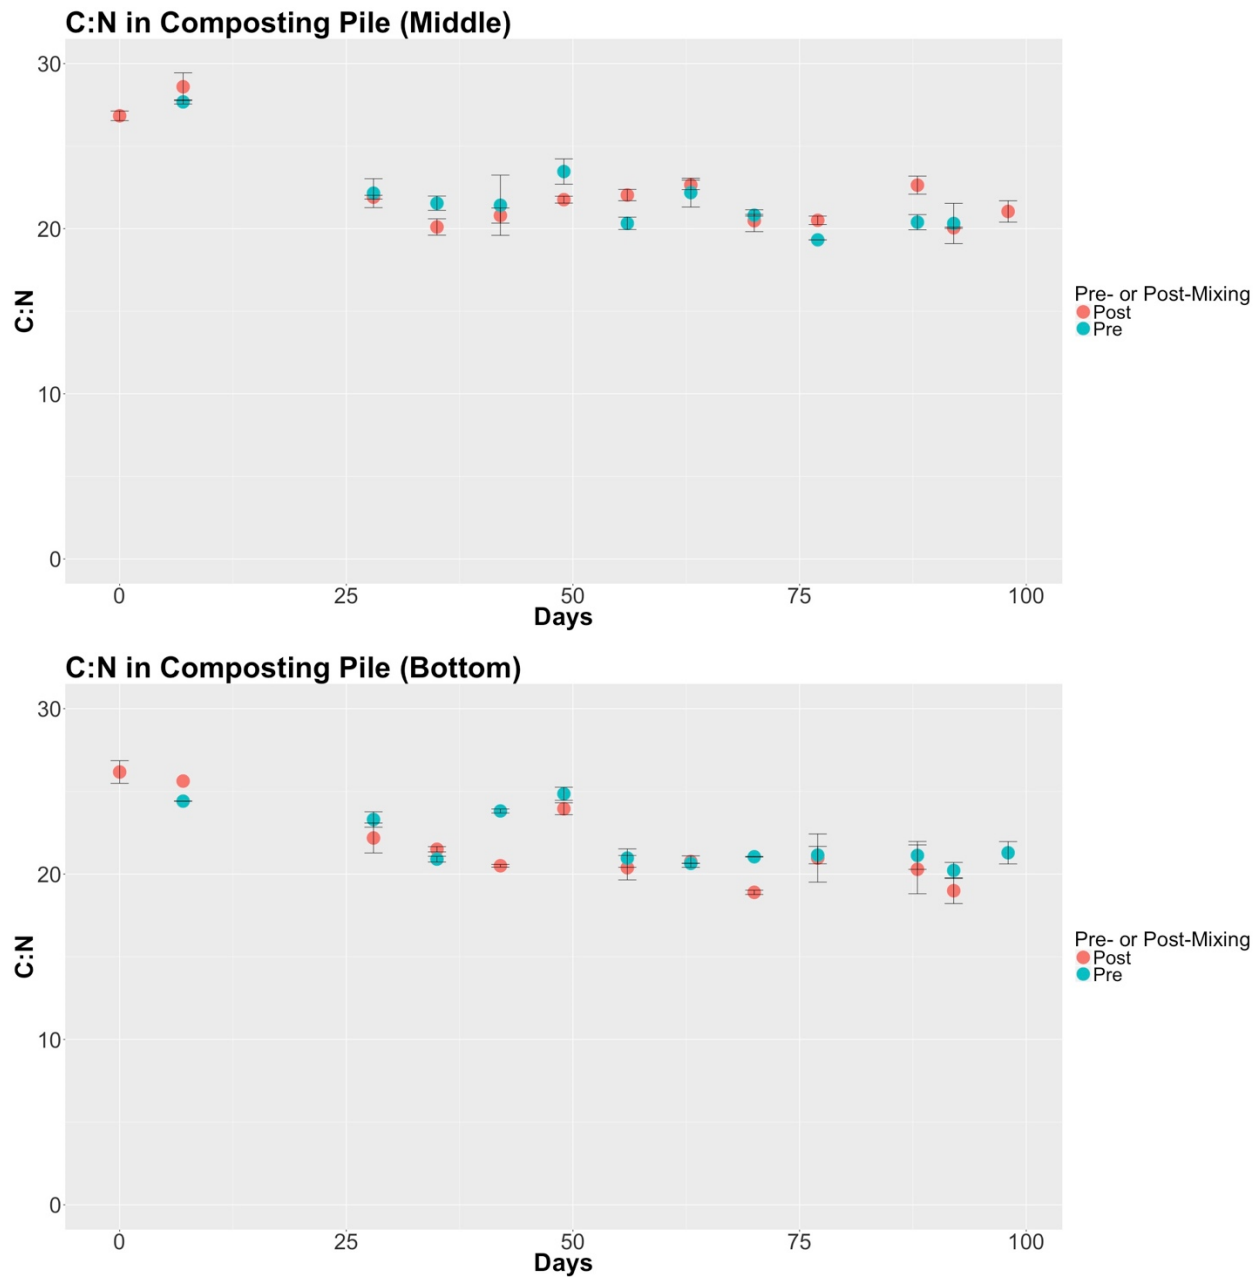 C:N in Composting Pile (Middle)
30
20
10
0
C:N
0 25 50 75 100
Days
Pre- or Post-Mixing
Post
Pre
C:N in Composting Pile (Bottom)
30
20
10
0
C:N
0 25 50 75 100
Days
Pre- or Post-Mixing
Post
Pre